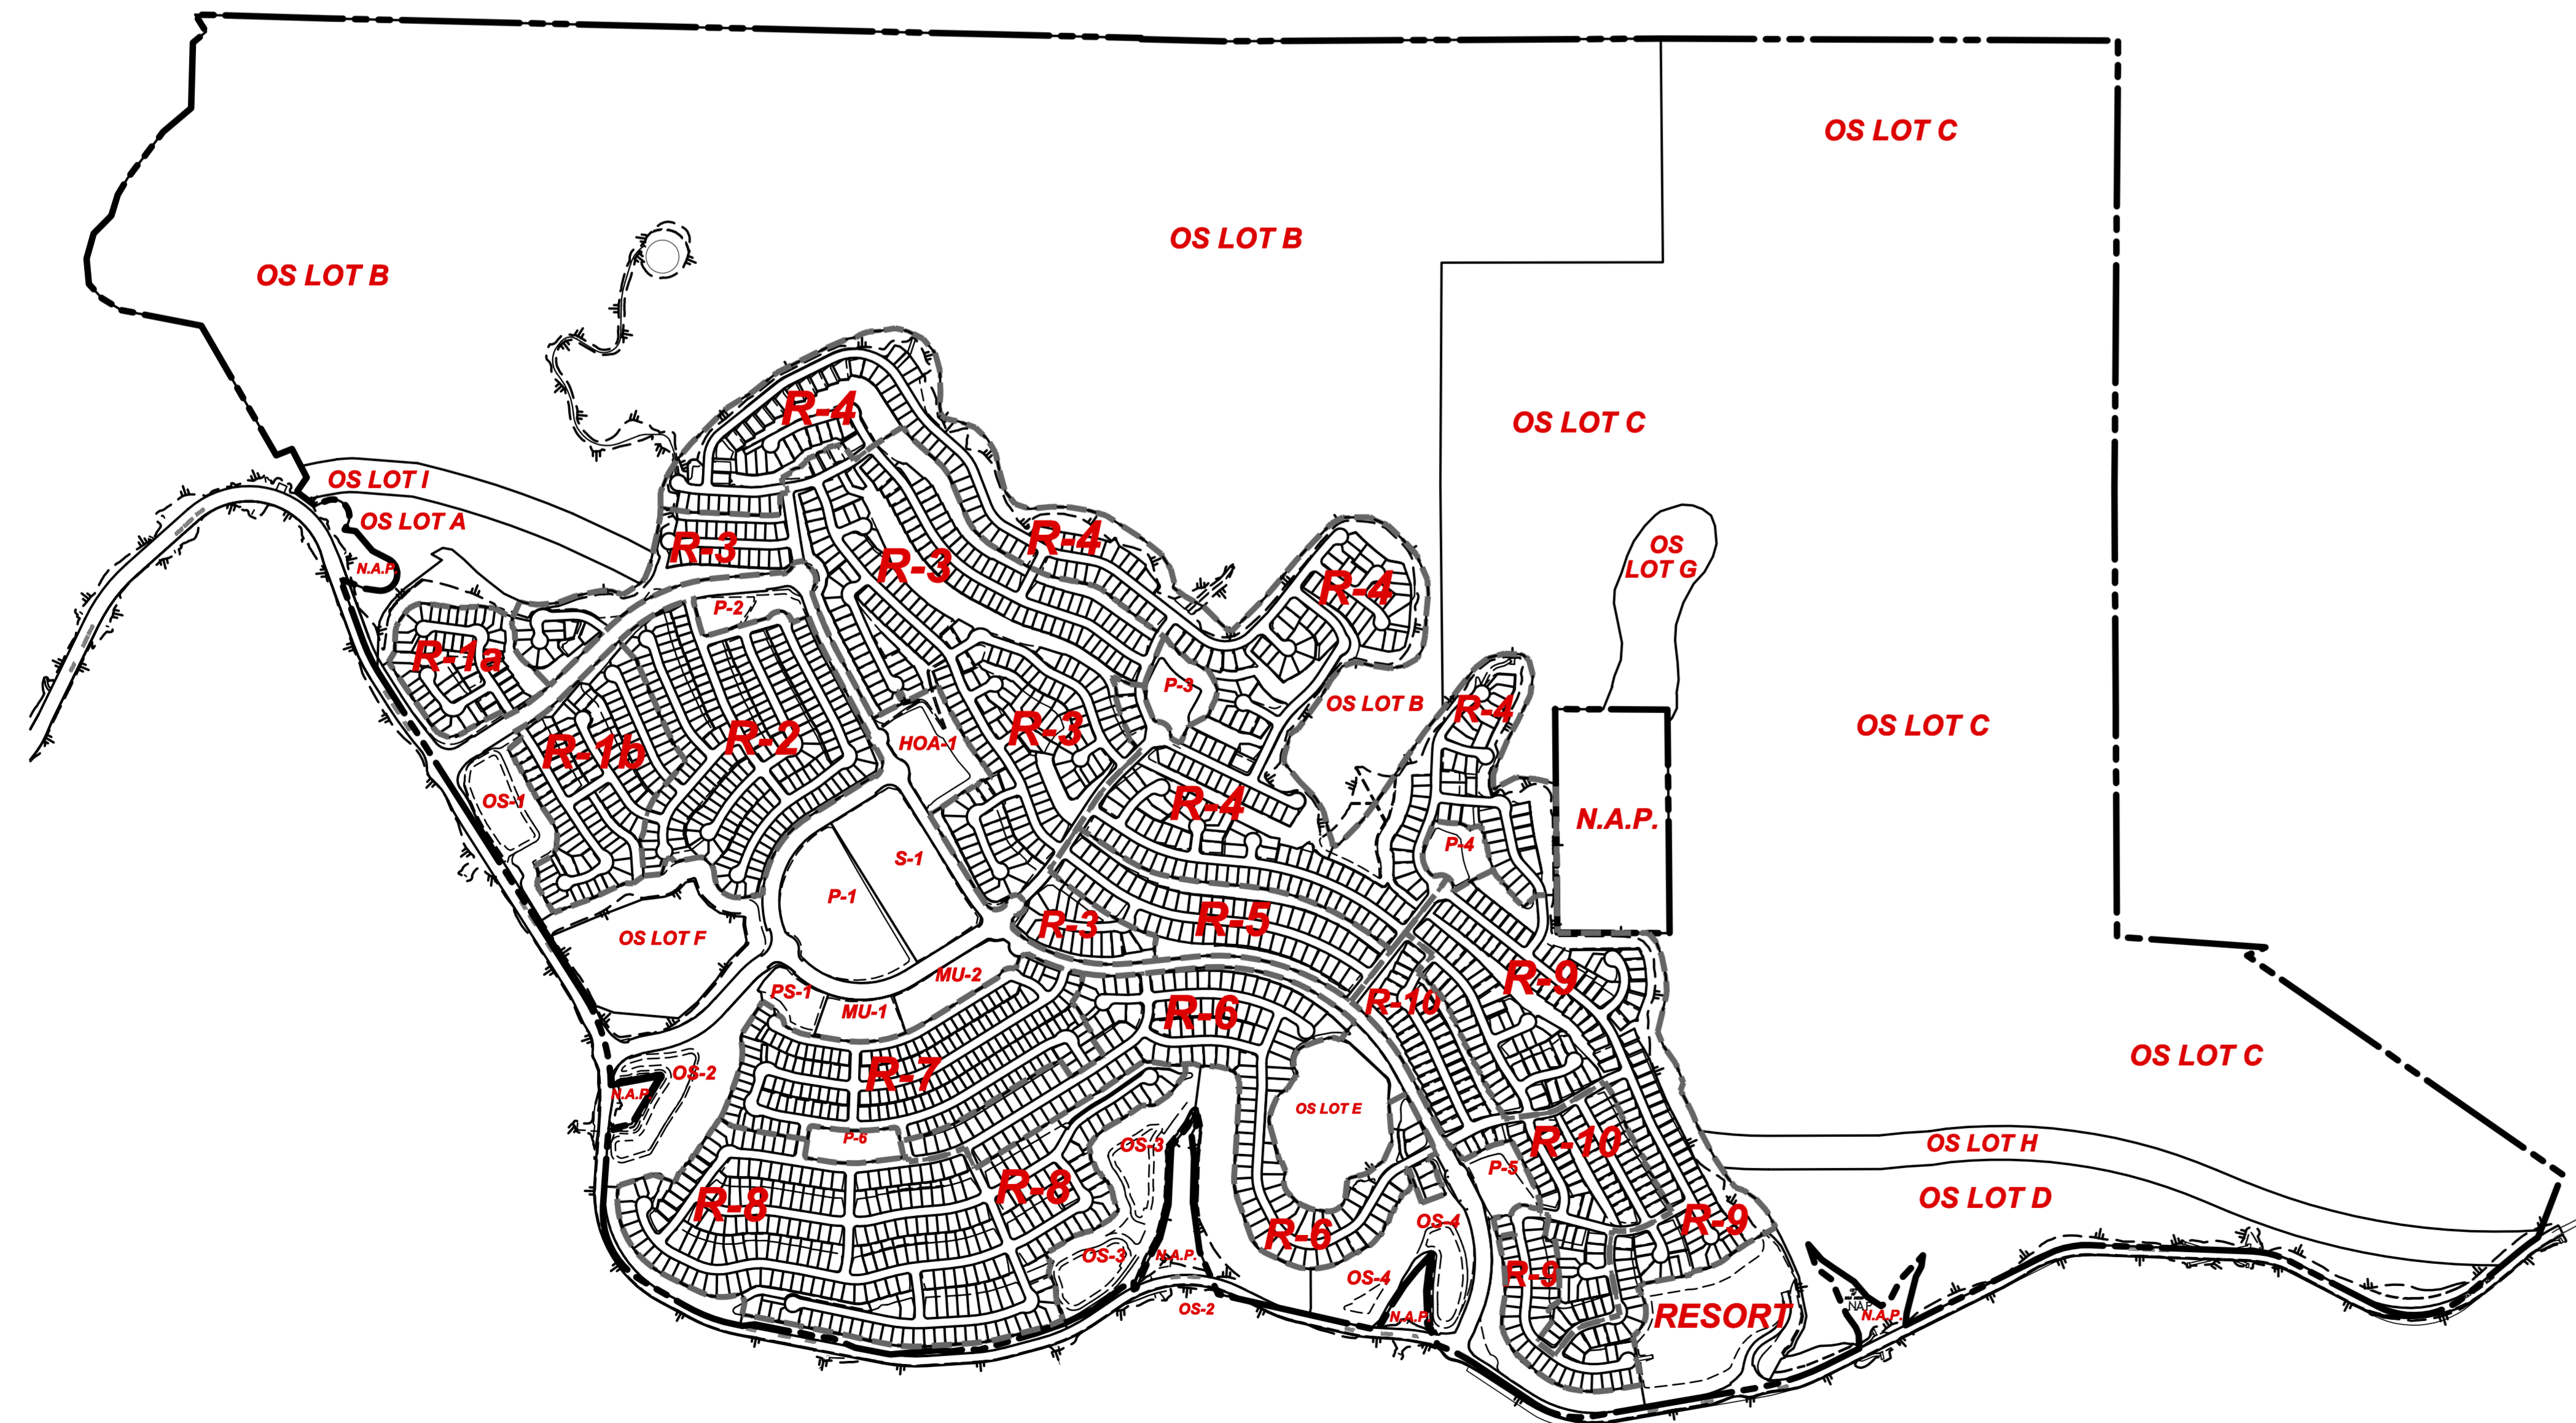 OS LOT C
OS LOT B
OS LOT B
R-4
OS LOT C
OS LOT I
OS LOT A
R-3
R-3
R-4
OS
LOT G
N.A.P.
R-4
P-2
R-1a
P-3
OS LOT B
R-4
OS LOT C
R-3
R-2
HOA-1
R-1b
OS-1
R-4
N.A.P.
P-4
S-1
P-1
R-5
R-3
OS LOT F
MU-2
R-9
PS-1
R-10
MU-1
R-6
OS LOT C
R-7
OS-2
N.A.P.
OS LOT E
P-6
OS-3
R-10
OS LOT H
P-5
R-8
OS LOT D
R-8
R-9
OS-4
R-6
OS-3
N.A.P.
R-9
OS-4
OS-2
NAP
N.A.P.
N.A.P.
RESORT